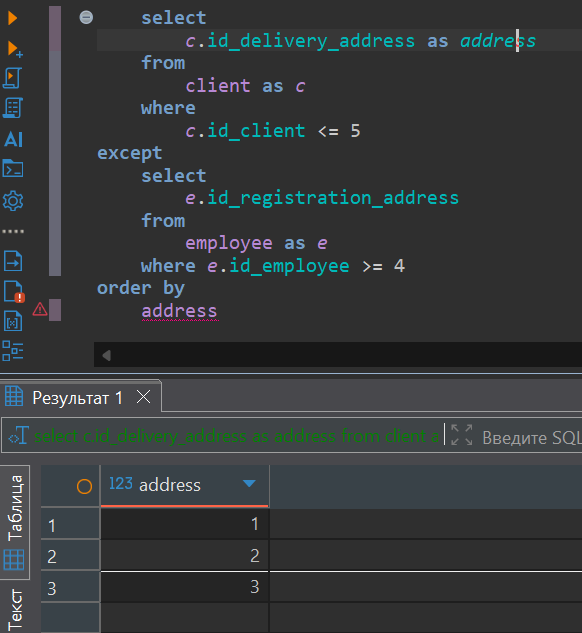 select
c.id_delivery_address as address
from
client as c
where
c.id_client <= 5
except
select
e.id_registration_address
from
employee as e
where e.id_employee >= 4
order by
address
AI
Результат 1
select c.id_delivery_address as address from client a
Введите SQL
Таблица
Текст
123 address
1 1
2 2
3 3